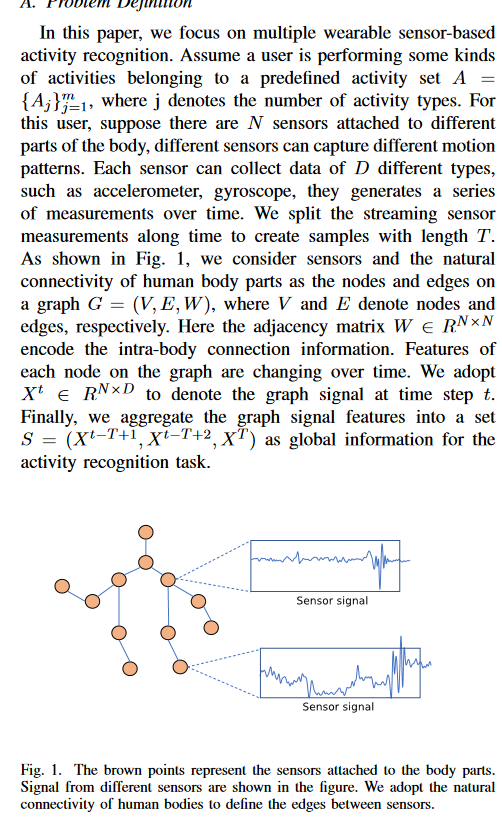 A. Problem Definition
In this paper, we focus on multiple wearable sensor-based
activity recognition. Assume a user is performing some kinds
of activities belonging to a predefined activity set A =
{A_j}_{j=1}^m, where j denotes the number of activity types. For
this user, suppose there are N sensors attached to different
parts of the body, different sensors can capture different motion
patterns. Each sensor can collect data of D different types,
such as accelerometer, gyroscope, they generates a series
of measurements over time. We split the streaming sensor
measurements along time to create samples with length T.
As shown in Fig. 1, we consider sensors and the natural
connectivity of human body parts as the nodes and edges on
a graph G = (V, E, W), where V and E denote nodes and
edges, respectively. Here the adjacency matrix W ∈ R^{N×N}
encode the intra-body connection information. Features of
each node on the graph are changing over time. We adopt
X^t ∈ R^{N×D} to denote the graph signal at time step t.
Finally, we aggregate the graph signal features into a set
S = (X^{t−T+1}, X^{t−T+2}, X^T) as global information for the
activity recognition task.
Sensor signal
Sensor signal
Fig. 1. The brown points represent the sensors attached to the body parts.
Signal from different sensors are shown in the figure. We adopt the natural
connectivity of human bodies to define the edges between sensors.